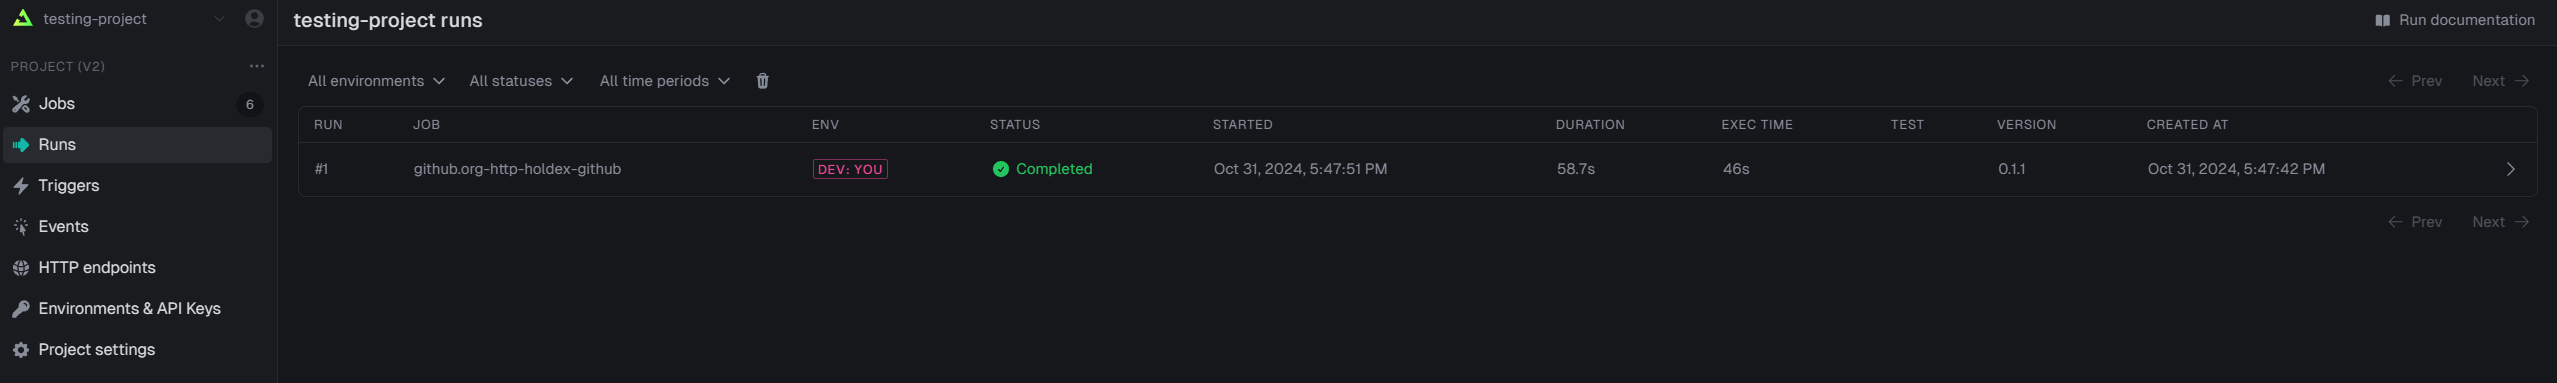 testing-project
PROJECT (V2)
Jobs 6
Runs
Triggers
Events
HTTP endpoints
Environments & API Keys
Project settings
testing-project runs
Run documentation
All environments All statuses All time periods
Prev Next
RUN JOB ENV STATUS STARTED DURATION EXEC TIME TEST VERSION CREATED AT
#1 github.org-http-holdex-github DEV: YOU Completed Oct 31, 2024, 5:47:51 PM 58.7s 46s 0.1.1 Oct 31, 2024, 5:47:42 PM
Prev Next